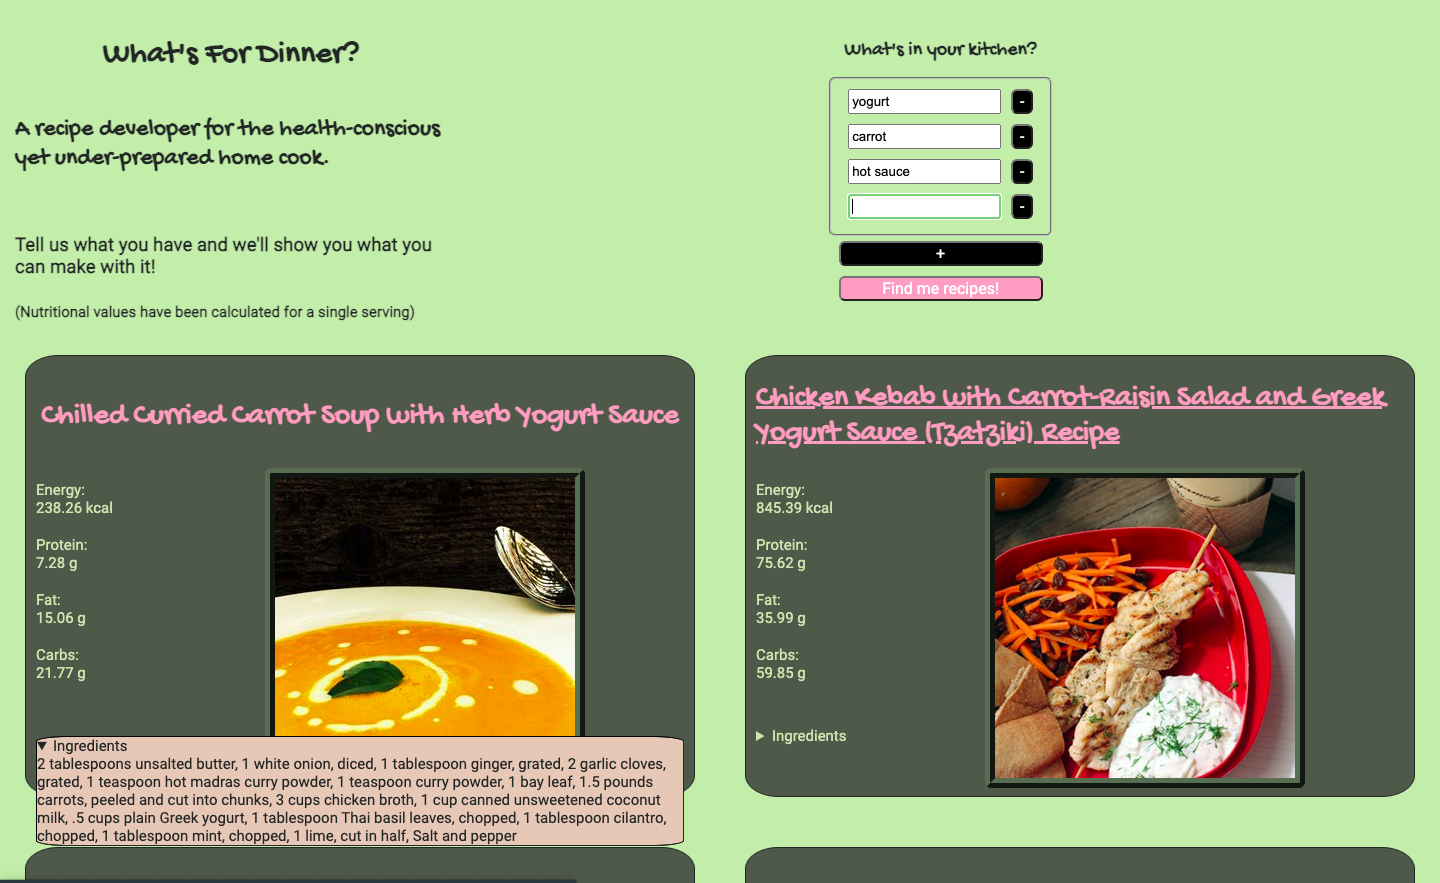 What's For Dinner?
A recipe developer for the health-conscious
yet under-prepared home cook.
Tell us what you have and we'll show you what you
can make with it!
(Nutritional values have been calculated for a single serving)
What's in your kitchen?
yogurt -
carrot -
hot sauce -
-
+
Find me recipes!
Chilled Curried Carrot Soup With Herb Yogurt Sauce
Energy:
238.26 kcal
Protein:
7.28 g
Fat:
15.06 g
Carbs:
21.77 g
▼ Ingredients
2 tablespoons unsalted butter, 1 white onion, diced, 1 tablespoon ginger, grated, 2 garlic cloves,
grated, 1 teaspoon hot madras curry powder, 1 teaspoon curry powder, 1 bay leaf, 1.5 pounds
carrots, peeled and cut into chunks, 3 cups chicken broth, 1 cup canned unsweetened coconut
milk, .5 cups plain Greek yogurt, 1 tablespoon Thai basil leaves, chopped, 1 tablespoon cilantro,
chopped, 1 tablespoon mint, chopped, 1 lime, cut in half, Salt and pepper
Chicken Kebab With Carrot-Raisin Salad and Greek
Yogurt Sauce (Tzatziki) Recipe
Energy:
845.39 kcal
Protein:
75.62 g
Fat:
35.99 g
Carbs:
59.85 g
▶ Ingredients